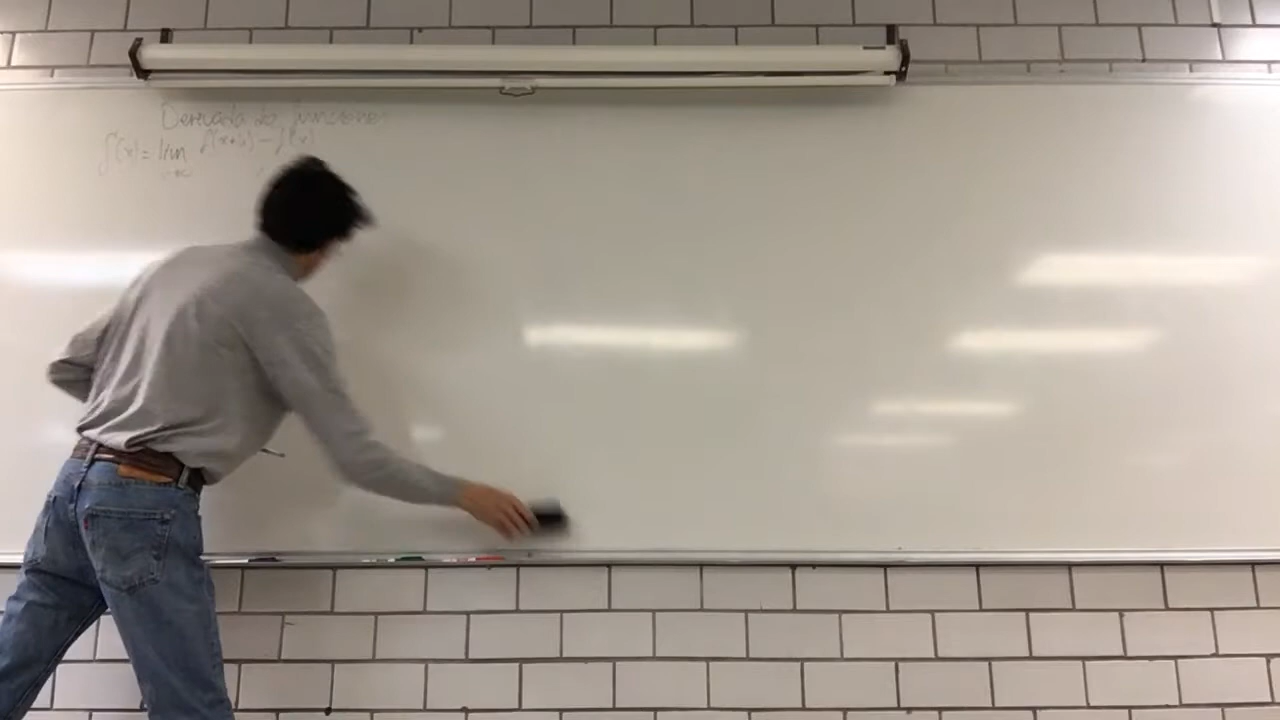 Derivada de funciones
f'(x) = lim f(x+h) - f(x)